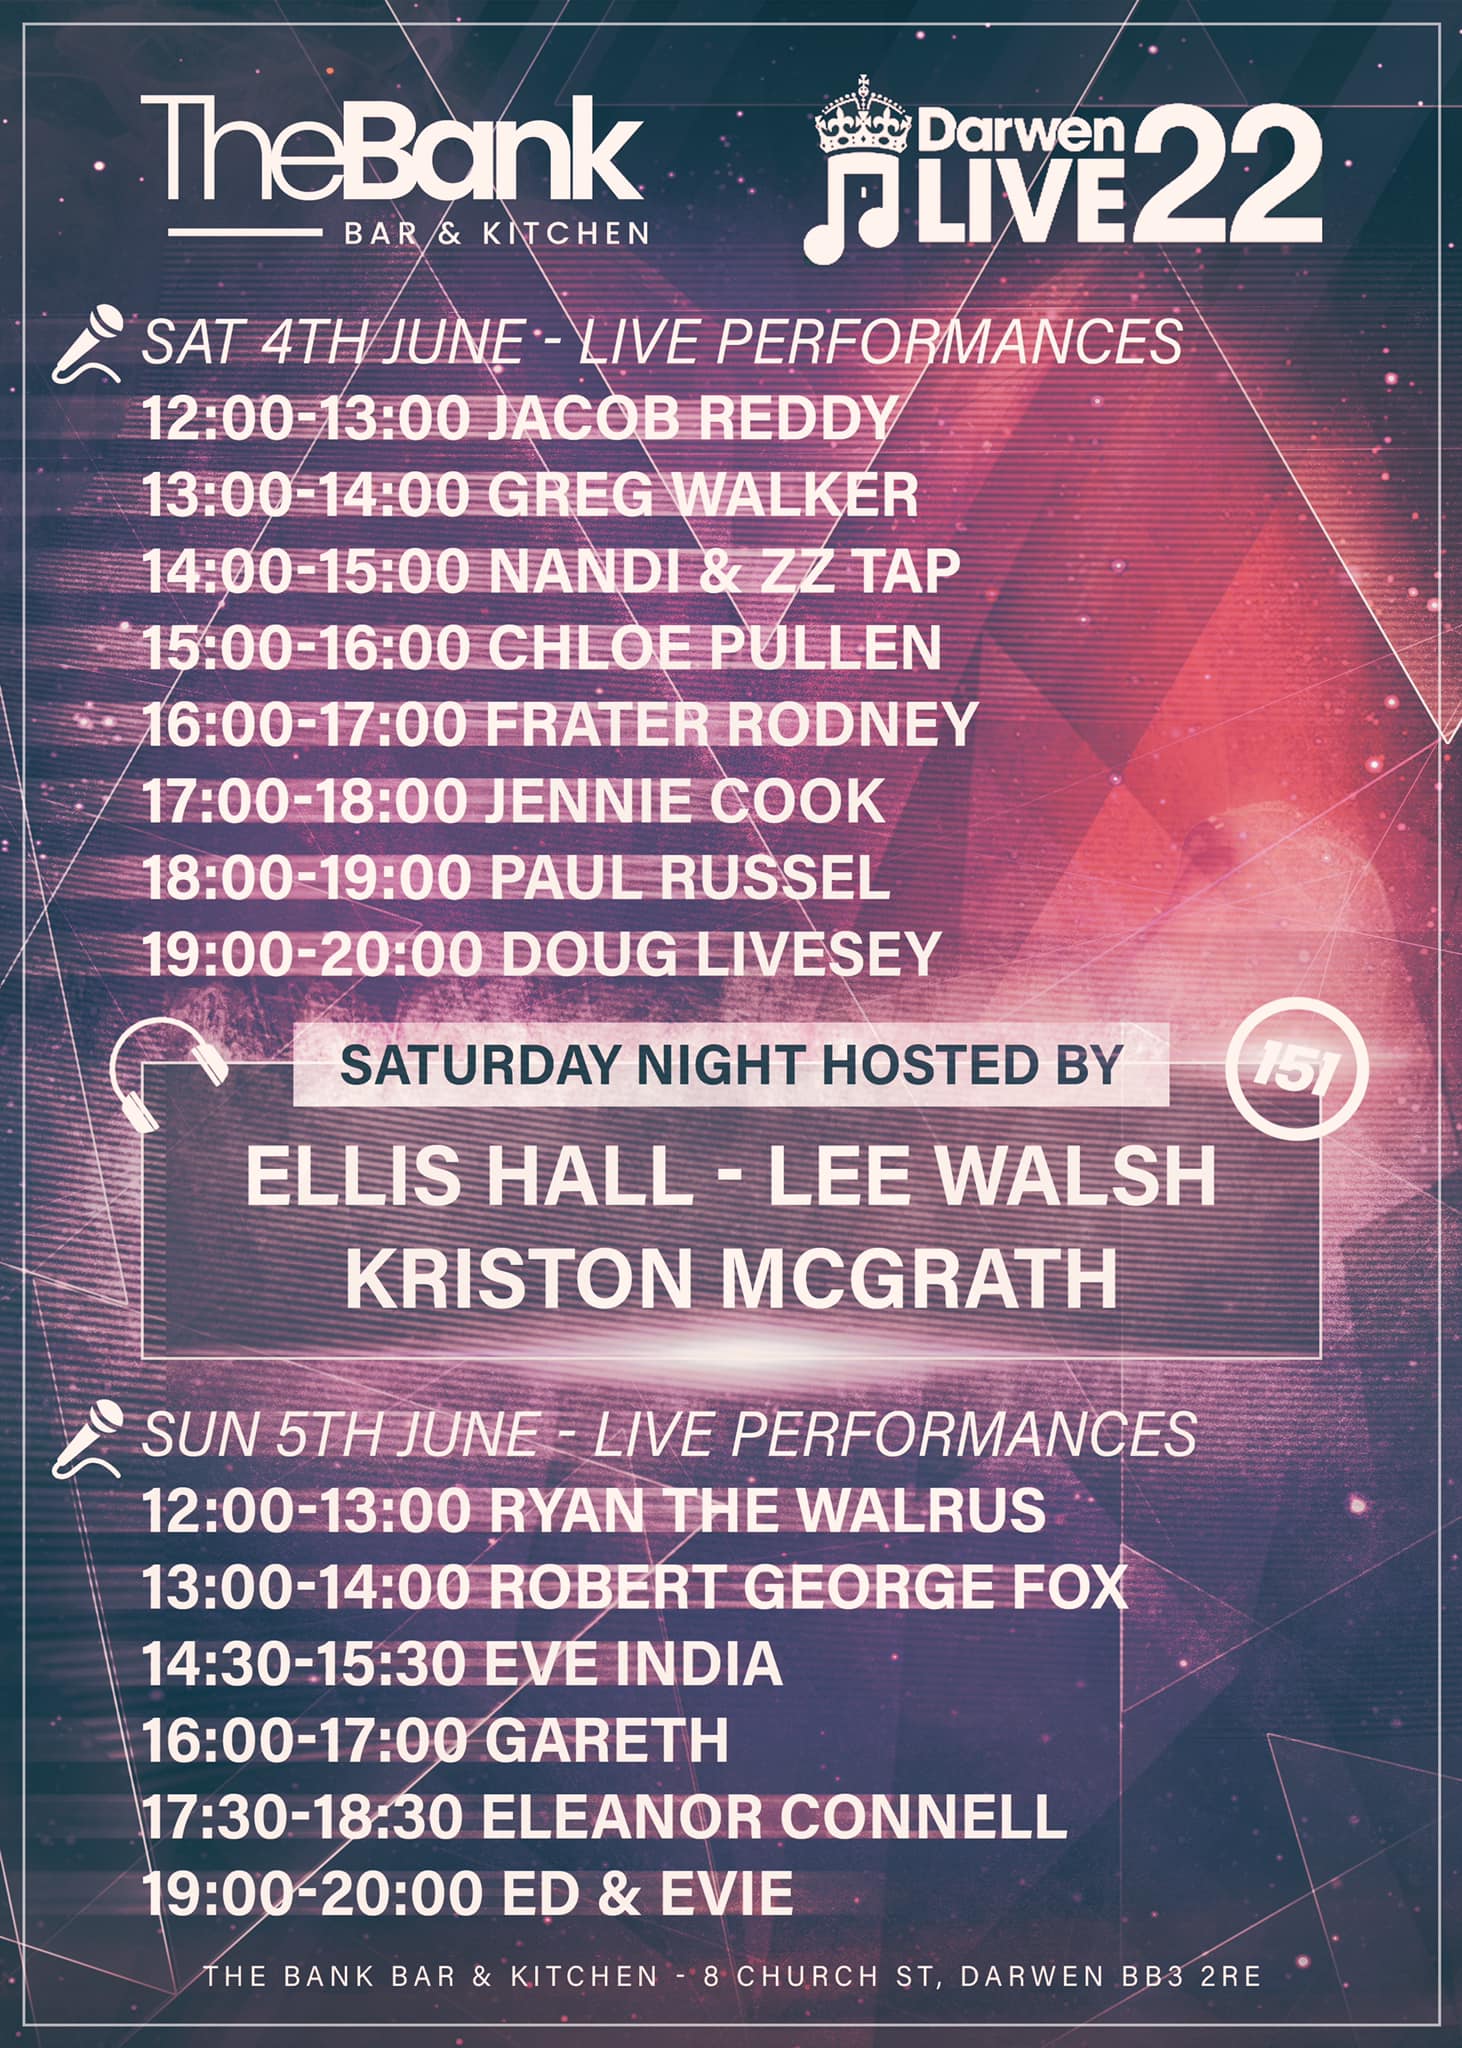 TheBank
BAR & KITCHEN
Darwen
LIVE 22
SAT 4TH JUNE - LIVE PERFORMANCES
12:00-13:00 JACOB REDDY
13:00-14:00 GREG WALKER
14:00-15:00 NANDI & ZZ TAP
15:00-16:00 CHLOE PULLEN
16:00-17:00 FRATER RODNEY
17:00-18:00 JENNIE COOK
18:00-19:00 PAUL RUSSEL
19:00-20:00 DOUG LIVESEY
SATURDAY NIGHT HOSTED BY
151
ELLIS HALL - LEE WALSH
KRISTON MCGRATH
SUN 5TH JUNE - LIVE PERFORMANCES
12:00-13:00 RYAN THE WALRUS
13:00-14:00 ROBERT GEORGE FOX
14:30-15:30 EVE INDIA
16:00-17:00 GARETH
17:30-18:30 ELEANOR CONNELL
19:00-20:00 ED & EVIE
THE BANK BAR & KITCHEN - 8 CHURCH ST, DARWEN BB3 2RE